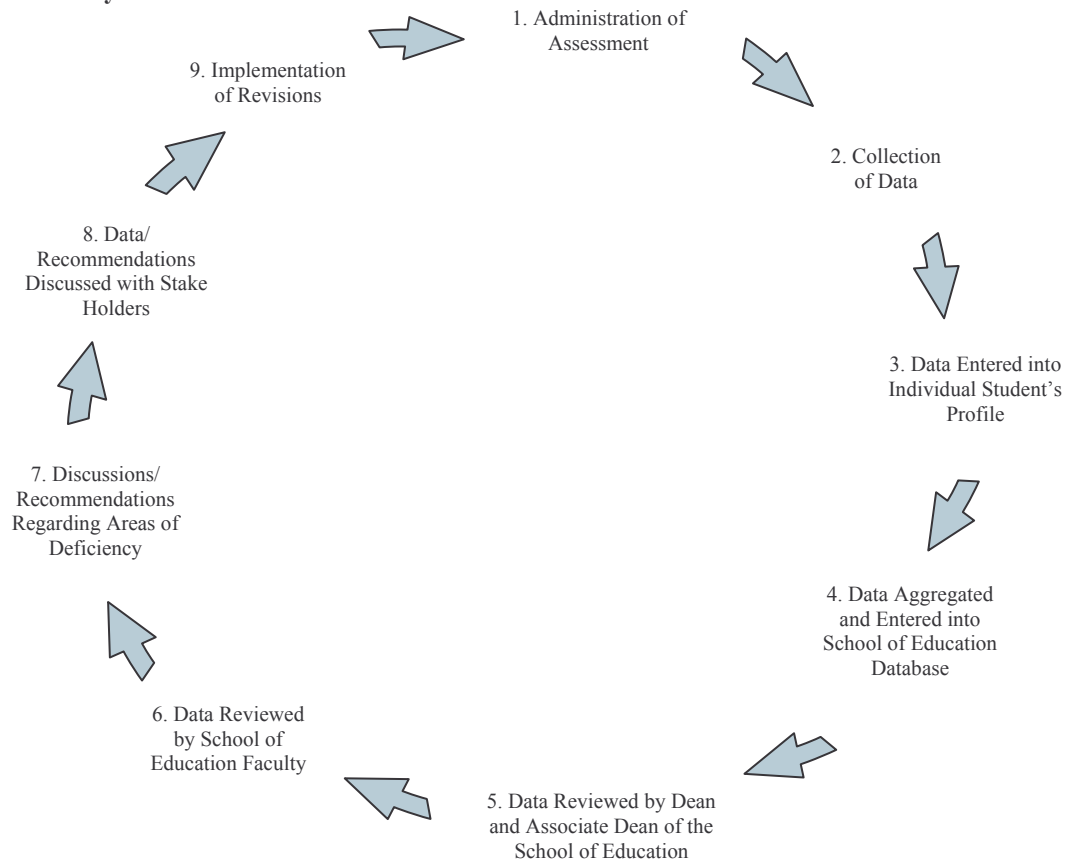 1. Administration of
Assessment
2. Collection
of Data
3. Data Entered into
Individual Student's
Profile
4. Data Aggregated
and Entered into
School of Education
Database
5. Data Reviewed by Dean
and Associate Dean of the
School of Education
6. Data Reviewed
by School of
Education Faculty
7. Discussions/
Recommendations
Regarding Areas of
Deficiency
8. Data/
Recommendations
Discussed with Stake
Holders
9. Implementation
of Revisions